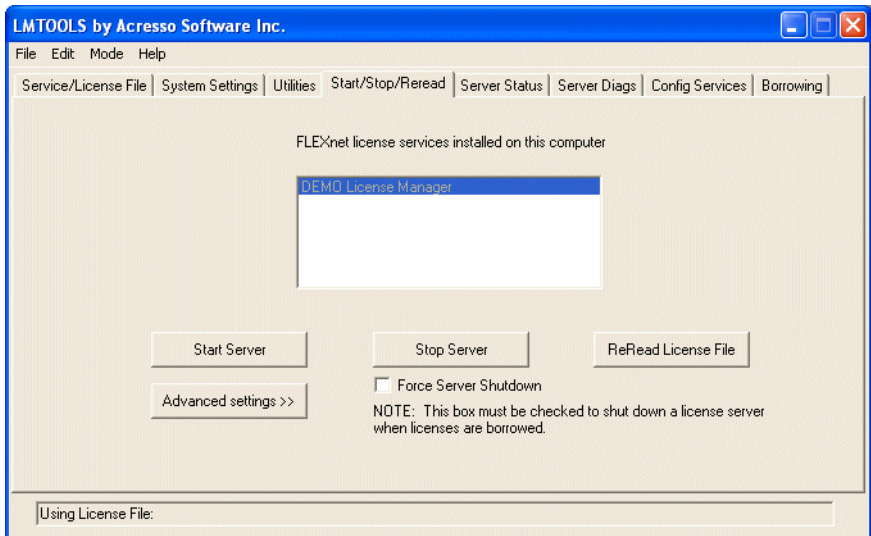 LMTOOLS by Acresso Software Inc.
File Edit Mode Help
Service/License File System Settings Utilities Start/Stop/Reread Server Status Server Diags Config Services Borrowing
FLEXnet license services installed on this computer
DEMO License Manager
Start Server Stop Server ReRead License File
Advanced settings >> Force Server Shutdown
NOTE: This box must be checked to shut down a license server
when licenses are borrowed.
Using License File: